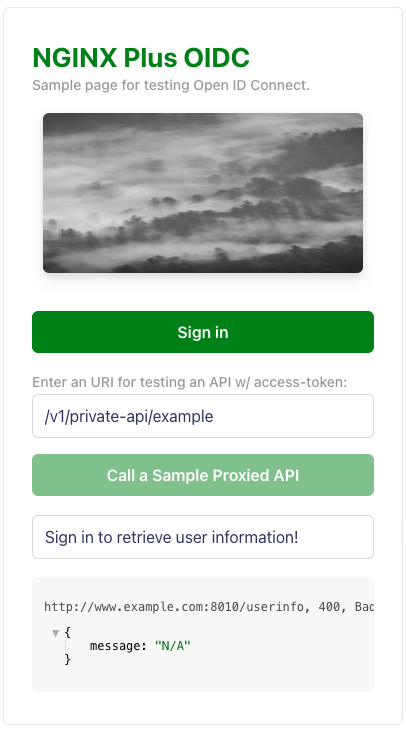 NGINX Plus OIDC
Sample page for testing Open ID Connect.
Sign in
Enter an URI for testing an API w/ access-token:
/v1/private-api/example
Call a Sample Proxied API
Sign in to retrieve user information!
http://www.example.com:8010/userinfo, 400, Bad
▼ {
message: "N/A"
}